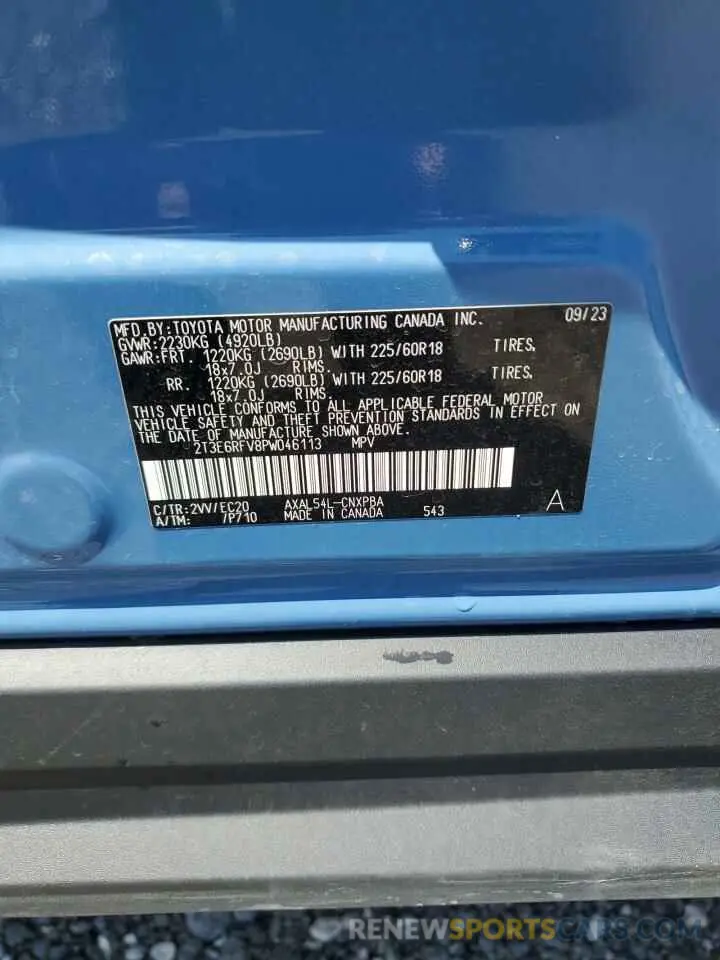 MFD.BY:TOYOTA MOTOR MANUFACTURING CANADA INC. 09/23
GVWR:2230KG (4920LB)
GAWR:FRT. 1220KG (2690LB) WITH 225/60R18 TIRES,
18x7.0J RIMS.
RR. 1220KG (2690LB) WITH 225/60R18 TIRES,
18x7.0J RIMS.
THIS VEHICLE CONFORMS TO ALL APPLICABLE FEDERAL MOTOR
VEHICLE SAFETY AND THEFT PREVENTION STANDARDS IN EFFECT ON
THE DATE OF MANUFACTURE SHOWN ABOVE.
2T3E6RFV8PW046113 MPV
C/TR:2VV/EC20 AXAL54L-CNXPBA
A/TM: /P710 MADE IN CANADA 543 A
RENEWSTEERING.COM